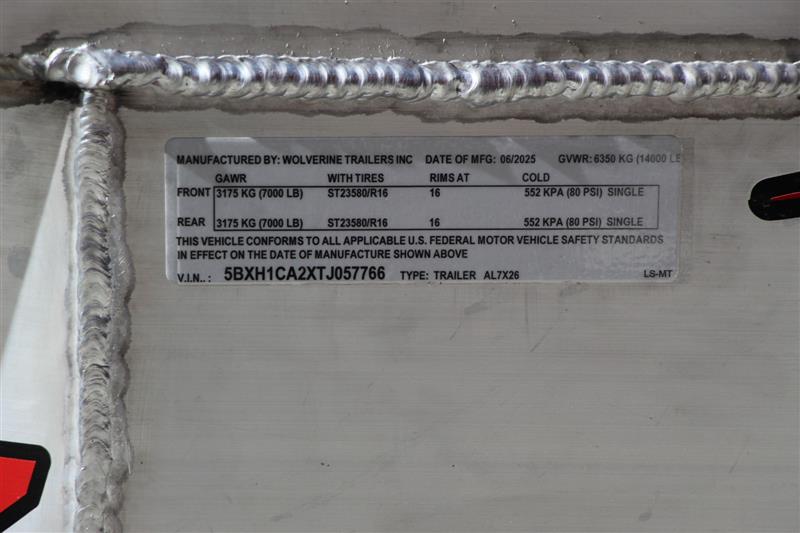 MANUFACTURED BY: WOLVERINE TRAILERS INC DATE OF MFG: 06/2025 GVWR: 6350 KG (14000 LE
GAWR WITH TIRES RIMS AT COLD
FRONT 3175 KG (7000 LB) ST23580/R16 16 552 KPA (80 PSI) SINGLE
REAR 3175 KG (7000 LB) ST23580/R16 16 552 KPA (80 PSI) SINGLE
THIS VEHICLE CONFORMS TO ALL APPLICABLE U.S. FEDERAL MOTOR VEHICLE SAFETY STANDARDS
IN EFFECT ON THE DATE OF MANUFACTURE SHOWN ABOVE
V.I.N.. : 5BXH1CA2XTJ057766 TYPE: TRAILER AL7X26 LS-MT